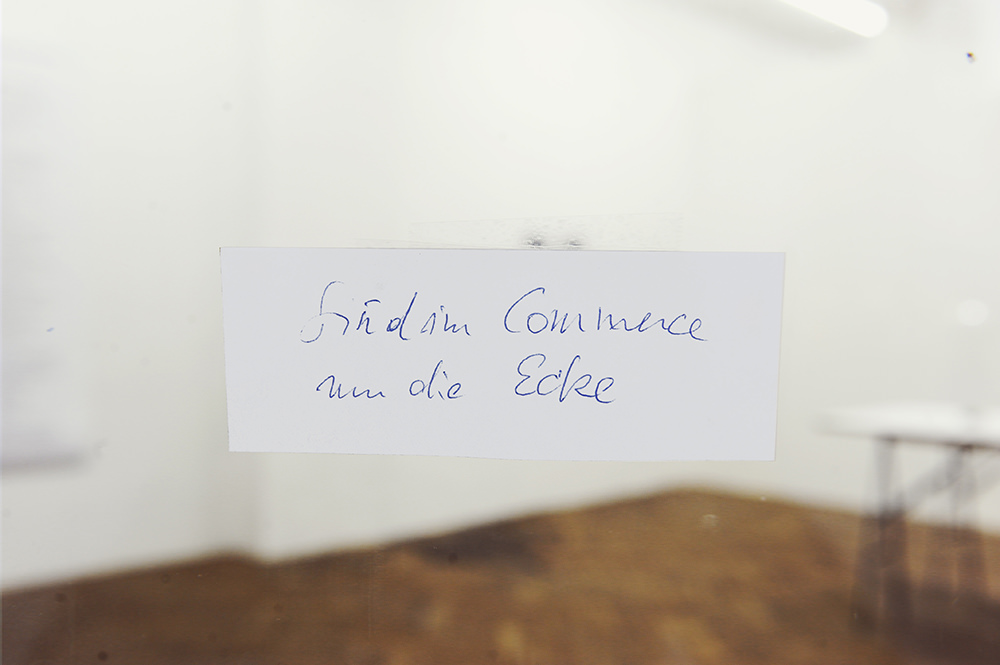 Sind im Commerce
um die Ecke